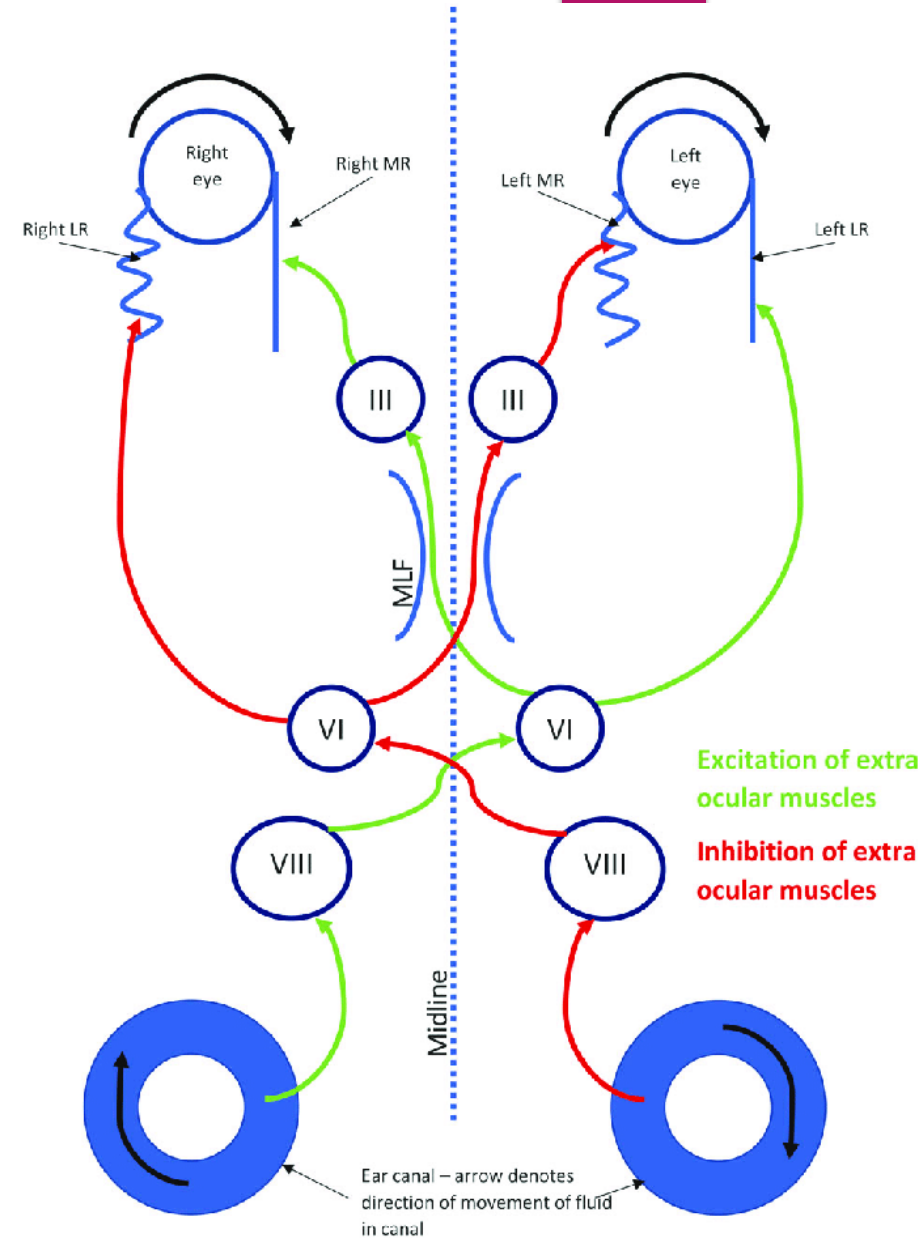 Right
eye
Left
eye
Right MR
Left MR
Right LR
Left LR
III
III
MLF
VI
VI
Excitation of extra
ocular muscles
VIII
VIII
Inhibition of extra
ocular muscles
Midline
Ear canal – arrow denotes
direction of movement of fluid
in canal